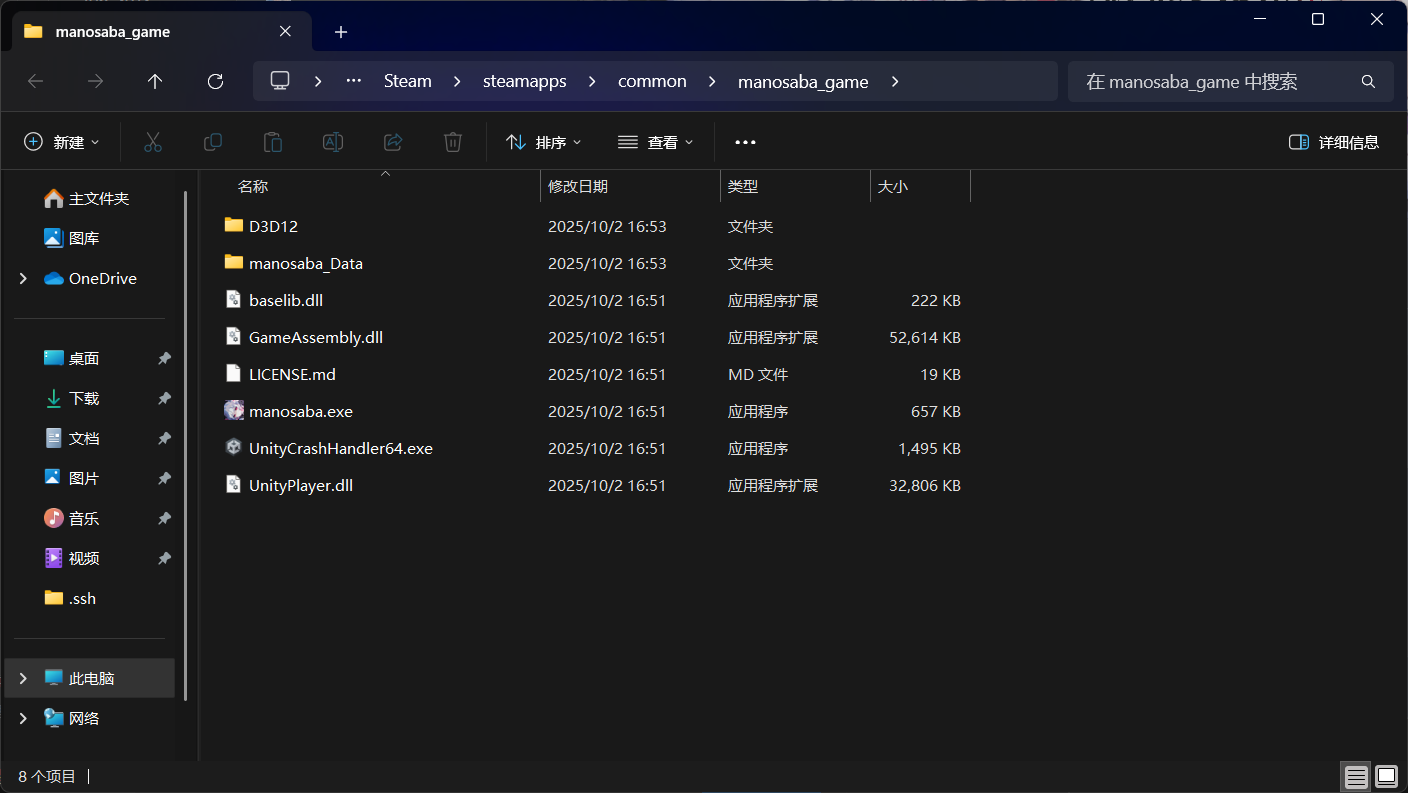 manosaba_game
Steam steamapps common manosaba_game
在 manosaba_game 中搜索
新建 排序 查看 详细信息
主文件夹
图库
OneDrive
桌面
下载
文档
图片
音乐
视频
.ssh
此电脑
网络
名称 修改日期 类型 大小
D3D12 2025/10/2 16:53 文件夹
manosaba_Data 2025/10/2 16:53 文件夹
baselib.dll 2025/10/2 16:51 应用程序扩展 222 KB
GameAssembly.dll 2025/10/2 16:51 应用程序扩展 52,614 KB
LICENSE.md 2025/10/2 16:51 MD 文件 19 KB
manosaba.exe 2025/10/2 16:51 应用程序 657 KB
UnityCrashHandler64.exe 2025/10/2 16:51 应用程序 1,495 KB
UnityPlayer.dll 2025/10/2 16:51 应用程序扩展 32,806 KB
8 个项目